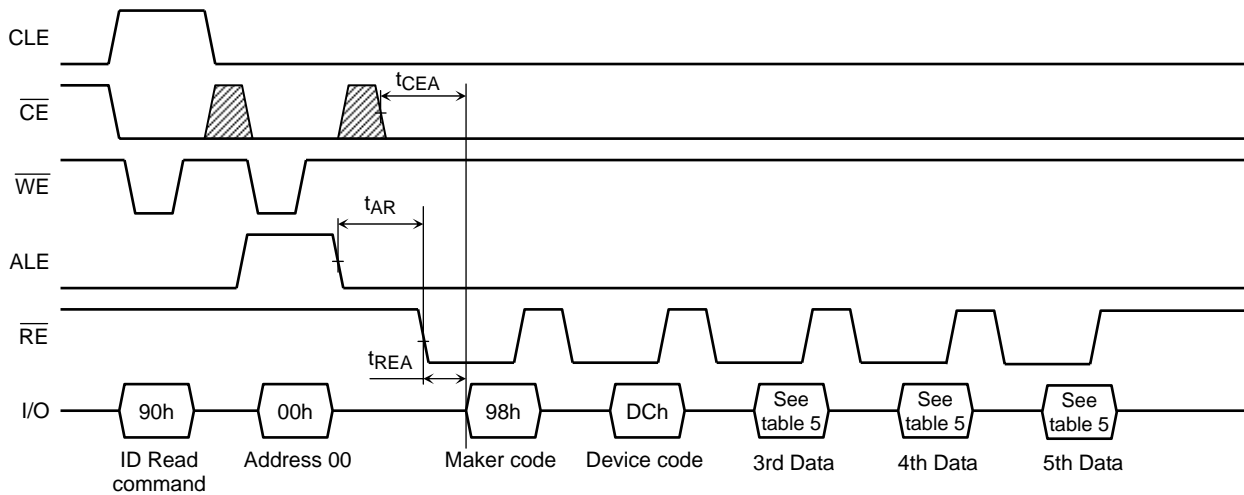 CLE
CE
tCEA
WE
tAR
ALE
RE
tREA
I/O
90h
00h
98h
DCh
See
table 5
See
table 5
See
table 5
ID Read
command
Address 00
Maker code
Device code
3rd Data
4th Data
5th Data